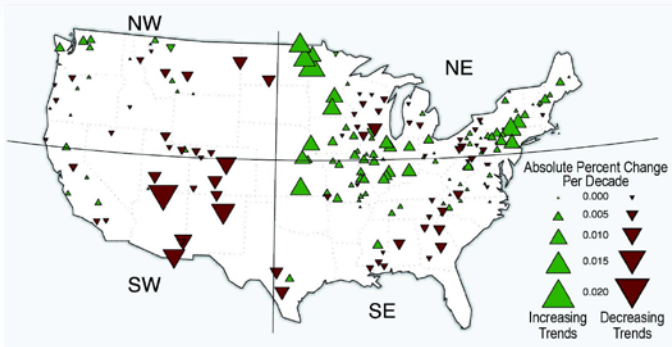 NW
NE
SW
SE
Absolute Percent Change
Per Decade
0.000
0.005
0.010
0.015
0.020
Increasing Decreasing
Trends Trends